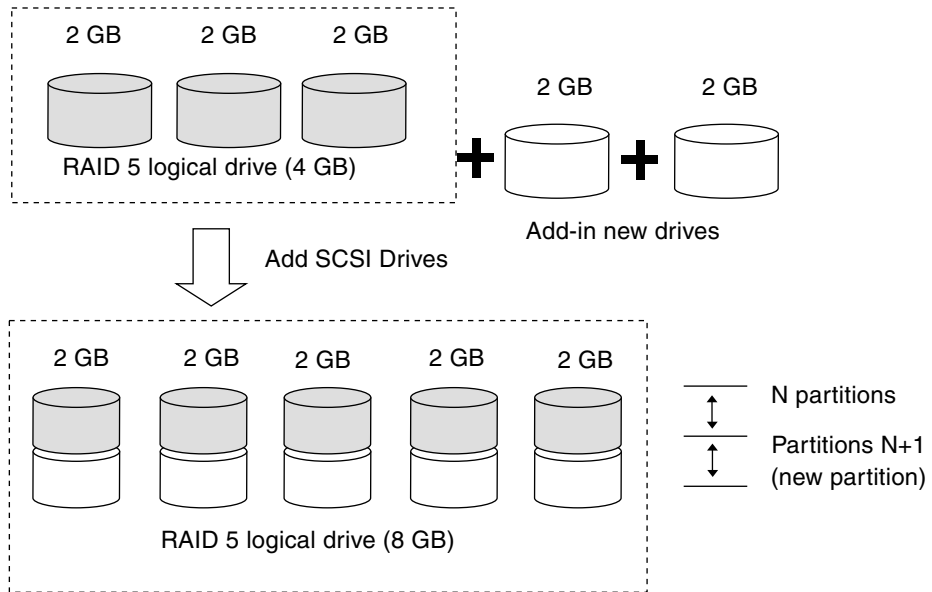 2 GB 2 GB 2 GB
2 GB 2 GB
RAID 5 logical drive (4 GB)
Add-in new drives
Add SCSI Drives
2 GB 2 GB 2 GB 2 GB 2 GB
N partitions
Partitions N+1
(new partition)
RAID 5 logical drive (8 GB)